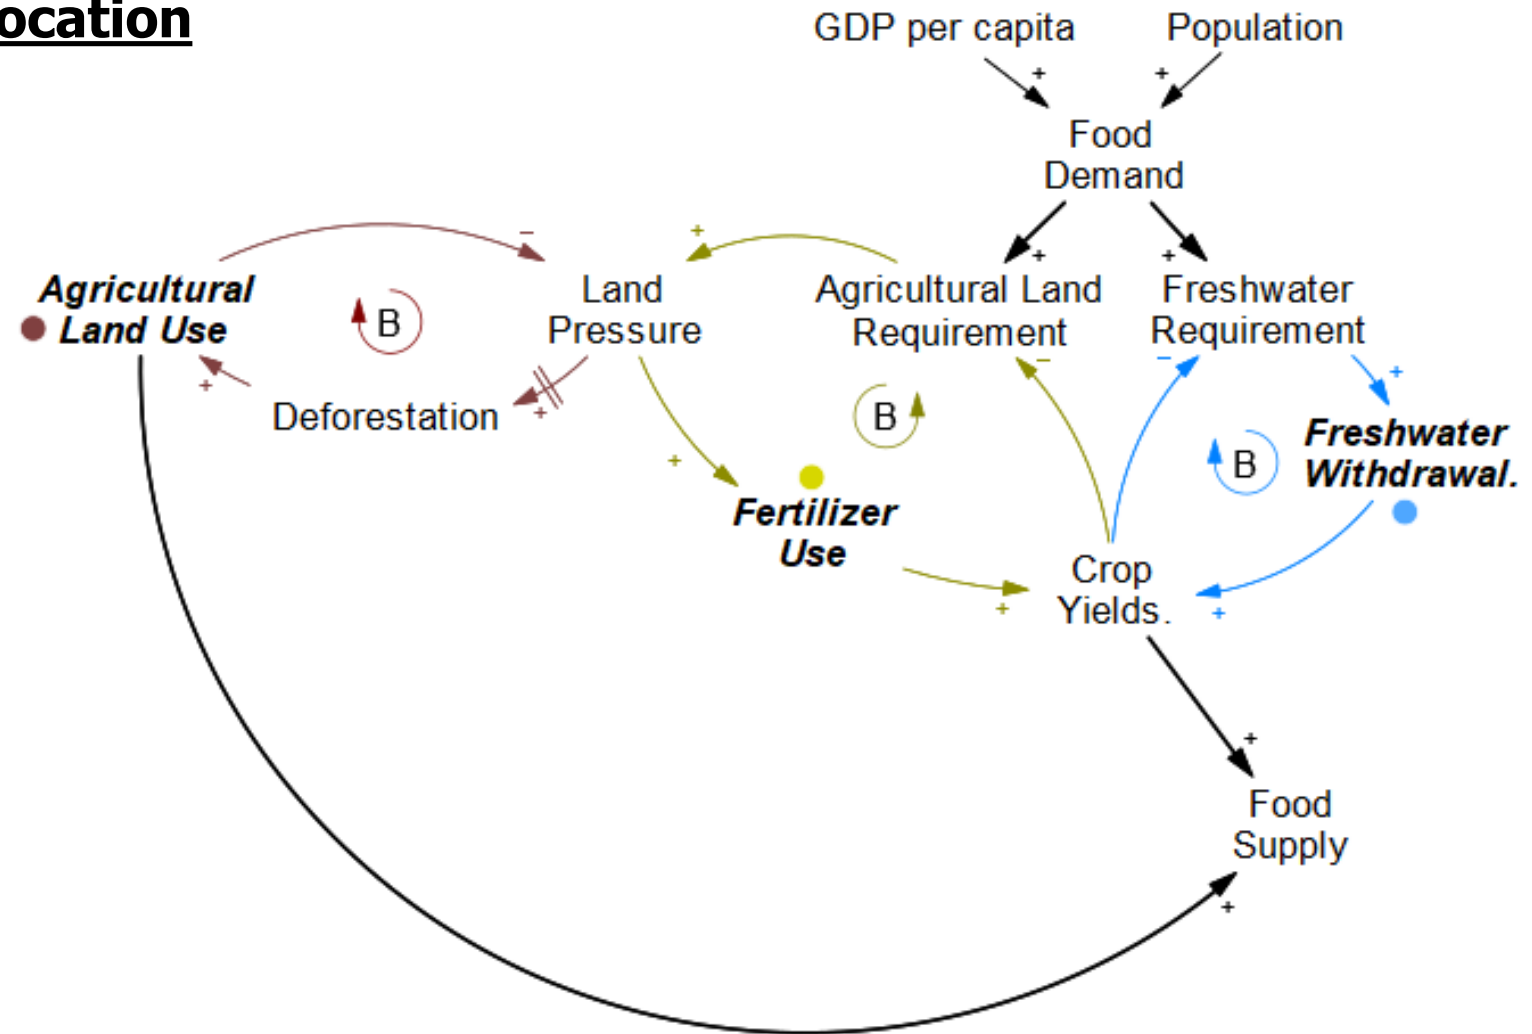 ocation
GDP per capita
Population
+
+
Food
Demand
+
+
−
+
Agricultural
Land Use
B
Land
Pressure
Agricultural Land
Requirement
Freshwater
Requirement
+
+
Deforestation
−
−
+
B
B
Freshwater
Withdrawal.
+
Fertilizer
Use
+
Crop
Yields.
+
+
Food
Supply
+